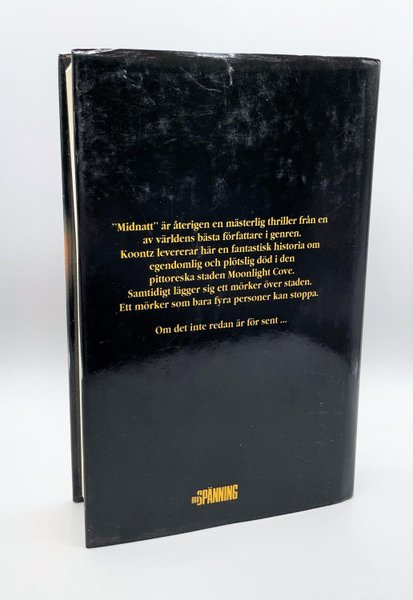 "Midnatt" är återigen en mästerlig thriller från en
av världens bästa författare i genren.
Koontz levererar här en fantastisk historia om
egendomlig och plötslig död i den
pittoreska staden Moonlight Cove.
Samtidigt lägger sig ett mörker över staden.
Ett mörker som bara fyra personer kan stoppa.
Om det inte redan är för sent ...
BRA SPÄNNING